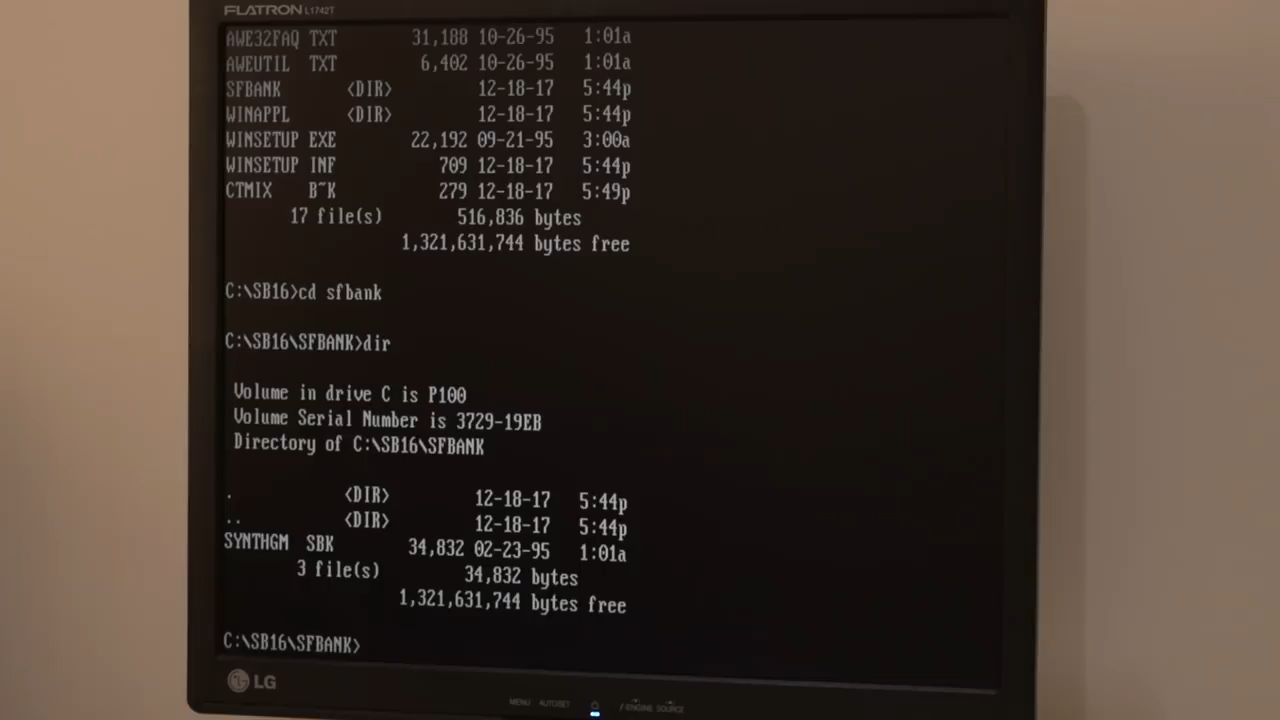 FLATRON L1742T
AWE32FAQ TXT 31,188 10-26-95 1:01a
AWEUTIL TXT 6,402 10-26-95 1:01a
SFBANK <DIR> 12-18-17 5:44p
WINAPPL <DIR> 12-18-17 5:44p
WINSETUP EXE 22,192 09-21-95 3:00a
WINSETUP INF 709 12-18-17 5:44p
CTMIX B~K 279 12-18-17 5:49p
17 file(s) 516,836 bytes
1,321,631,744 bytes free
C:\SB16>cd sfbank
C:\SB16\SFBANK>dir
Volume in drive C is P100
Volume Serial Number is 3729-19EB
Directory of C:\SB16\SFBANK
. <DIR> 12-18-17 5:44p
.. <DIR> 12-18-17 5:44p
SYNTHGM SBK 34,832 02-23-95 1:01a
3 file(s) 34,832 bytes
1,321,631,744 bytes free
C:\SB16\SFBANK>
LG
MENU AUTOSET f·ENGINE SOURCE